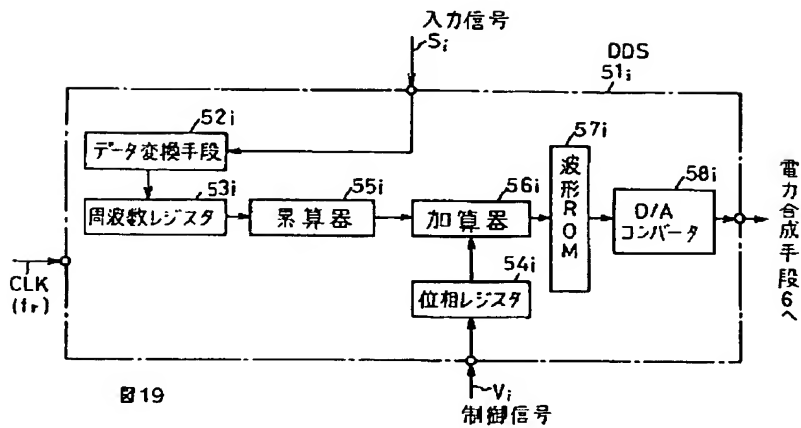 入力信号
Si
DDS
51i
52i
データ変換手段
53i
周波数レジスタ
55i
累算器
56i
加算器
57i
波形ROM
58i
D/A
コンバータ
電力合成手段6へ
54i
位相レジスタ
CLK
(fr)
Vi
制御信号
図19